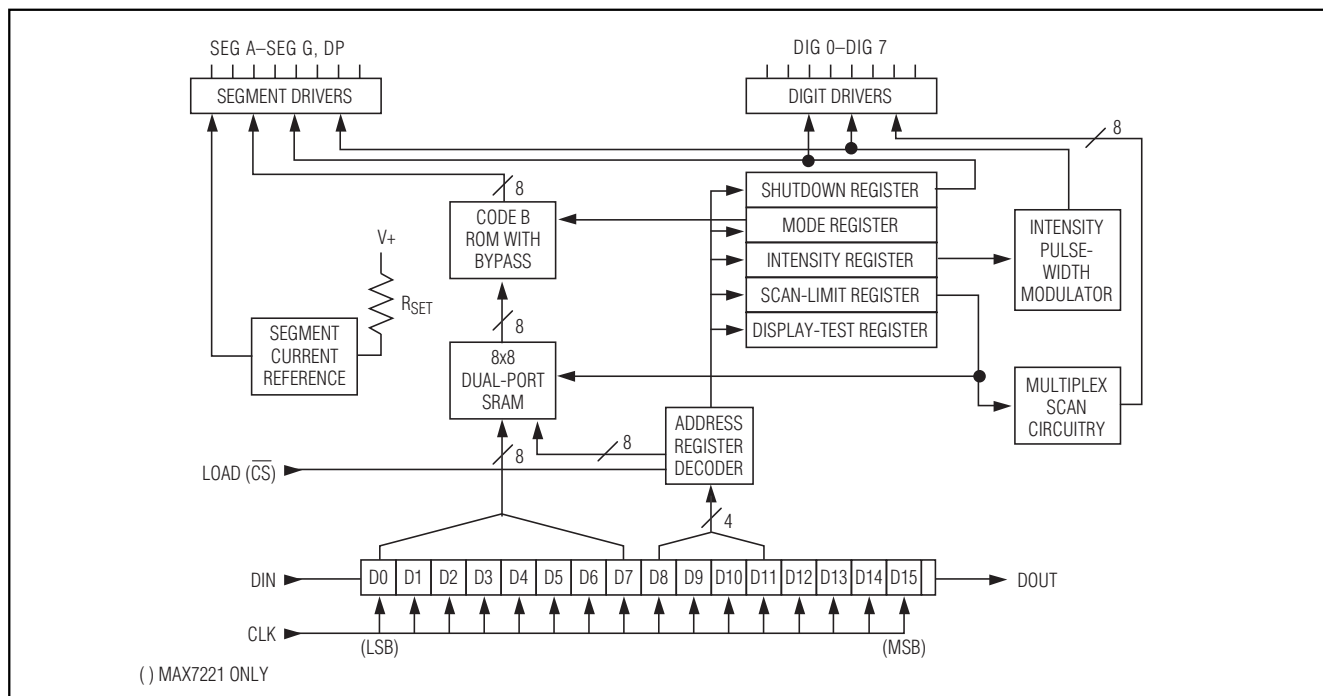 SEG A–SEG G, DP
DIG 0–DIG 7
SEGMENT DRIVERS
DIGIT DRIVERS
8
8
SHUTDOWN REGISTER
MODE REGISTER
INTENSITY REGISTER
SCAN-LIMIT REGISTER
DISPLAY-TEST REGISTER
CODE B
ROM WITH
BYPASS
INTENSITY
PULSE-
WIDTH
MODULATOR
V+
RSET
SEGMENT
CURRENT
REFERENCE
8
8x8
DUAL-PORT
SRAM
MULTIPLEX
SCAN
CIRCUITRY
ADDRESS
REGISTER
DECODER
8
8
LOAD (C̅S̅)
4
DIN
D0 D1 D2 D3 D4 D5 D6 D7 D8 D9 D10 D11 D12 D13 D14 D15
DOUT
CLK
(LSB)
(MSB)
( ) MAX7221 ONLY